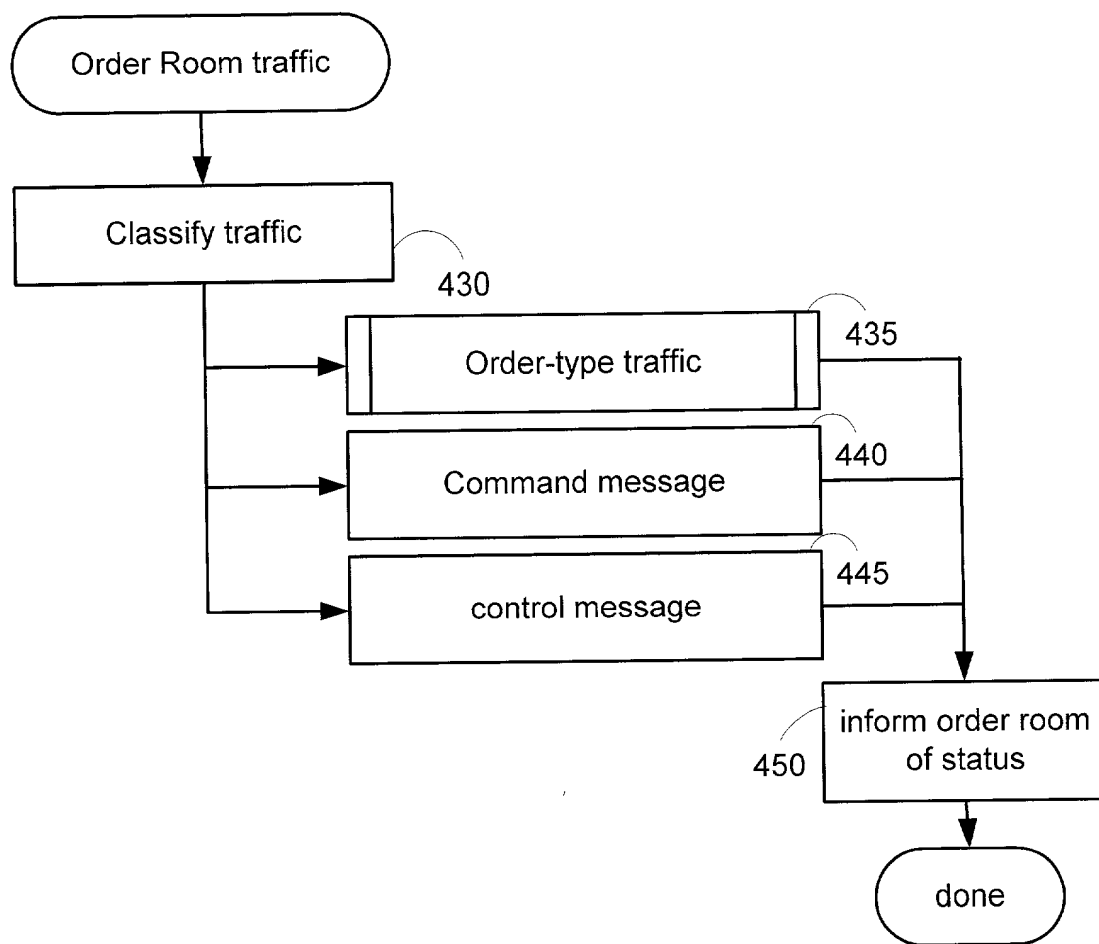 Order Room traffic
Classify traffic
430
Order-type traffic
435
Command message
440
control message
445
inform order room
of status
450
done